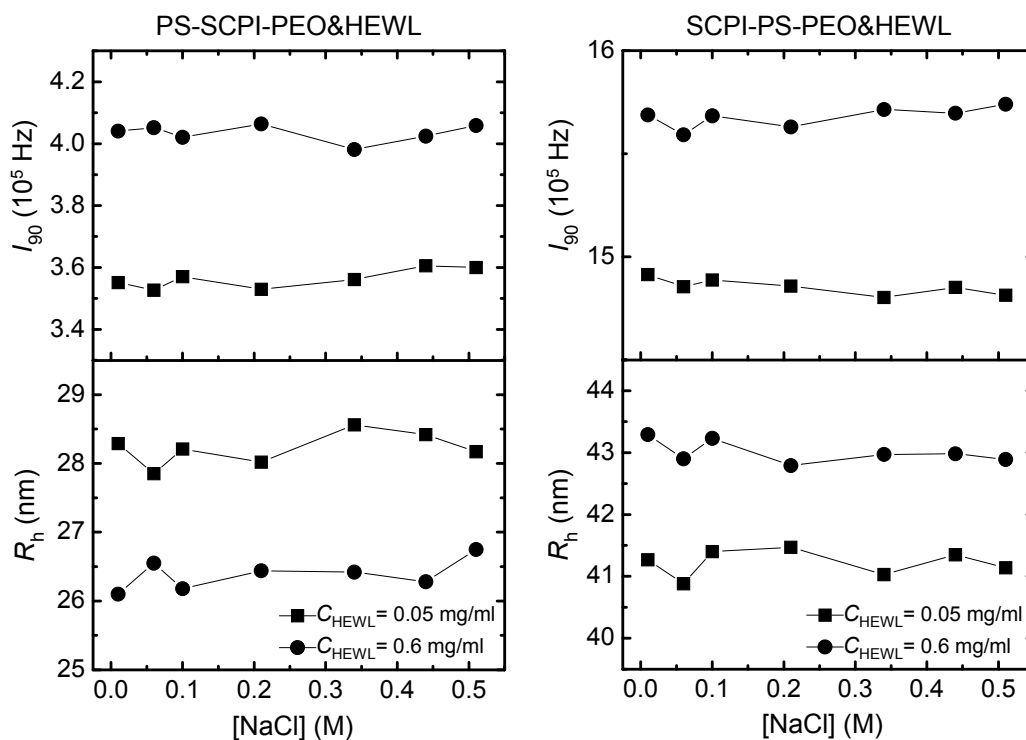 PS-SCPI-PEO&HEWL
4.2
4.0
3.8
3.6
3.4
I90 (10^5 Hz)
29
28
27
26
25
Rh (nm)
CHEWL= 0.05 mg/ml
CHEWL= 0.6 mg/ml
0.0 0.1 0.2 0.3 0.4 0.5
[NaCl] (M)
SCPI-PS-PEO&HEWL
16
15
I90 (10^5 Hz)
44
43
42
41
40
Rh (nm)
CHEWL= 0.05 mg/ml
CHEWL= 0.6 mg/ml
0.0 0.1 0.2 0.3 0.4 0.5
[NaCl] (M)